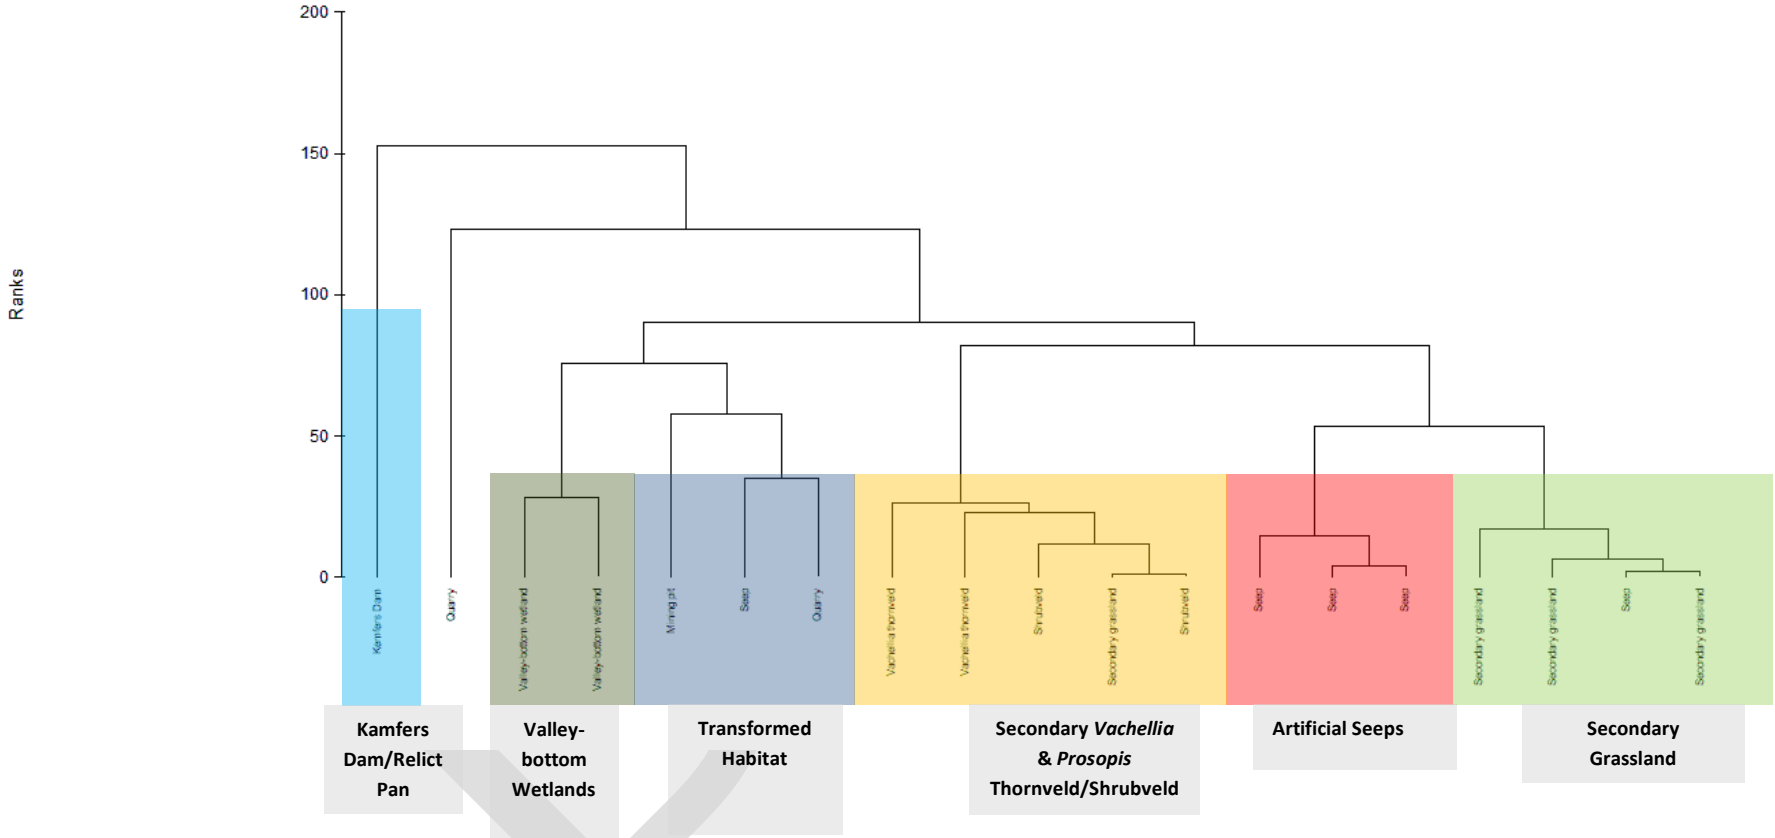 200
150
100
50
0
Ranks
Kamfers Dam
Quarry
Valley-bottom wetland
Valley-bottom wetland
Mining pit
Seep
Quarry
Vachellia thornveld
Vachellia thornveld
Shrubveld
Secondary grassland
Shrubveld
Seep
Seep
Seep
Secondary grassland
Secondary grassland
Seep
Secondary grassland
Kamfers
Dam/Relict
Pan
Valley-
bottom
Wetlands
Transformed
Habitat
Secondary Vachellia
& Prosopis
Thornveld/Shrubveld
Artificial Seeps
Secondary
Grassland